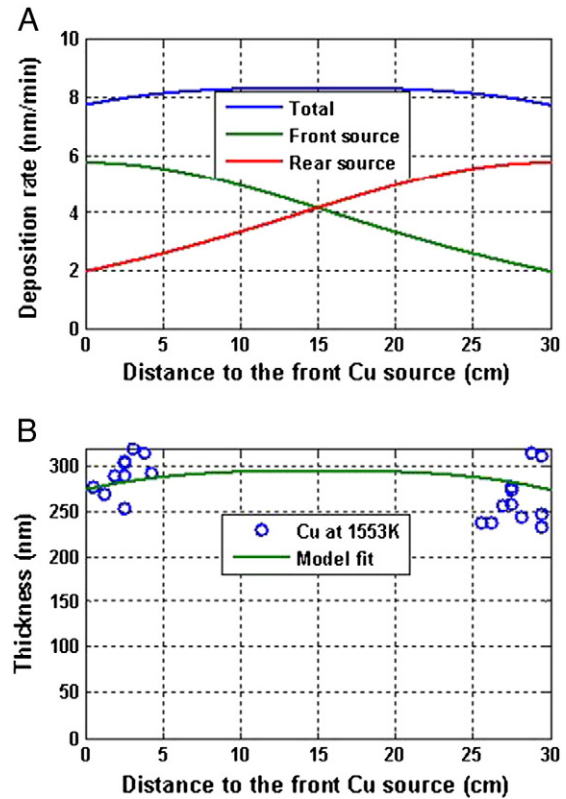 A
Deposition rate (nm/min)
10
8
6
4
2
0
Total
Front source
Rear source
0 5 10 15 20 25 30
Distance to the front Cu source (cm)
B
Thickness (nm)
300
250
200
150
100
50
0
Cu at 1553K
Model fit
0 5 10 15 20 25 30
Distance to the front Cu source (cm)